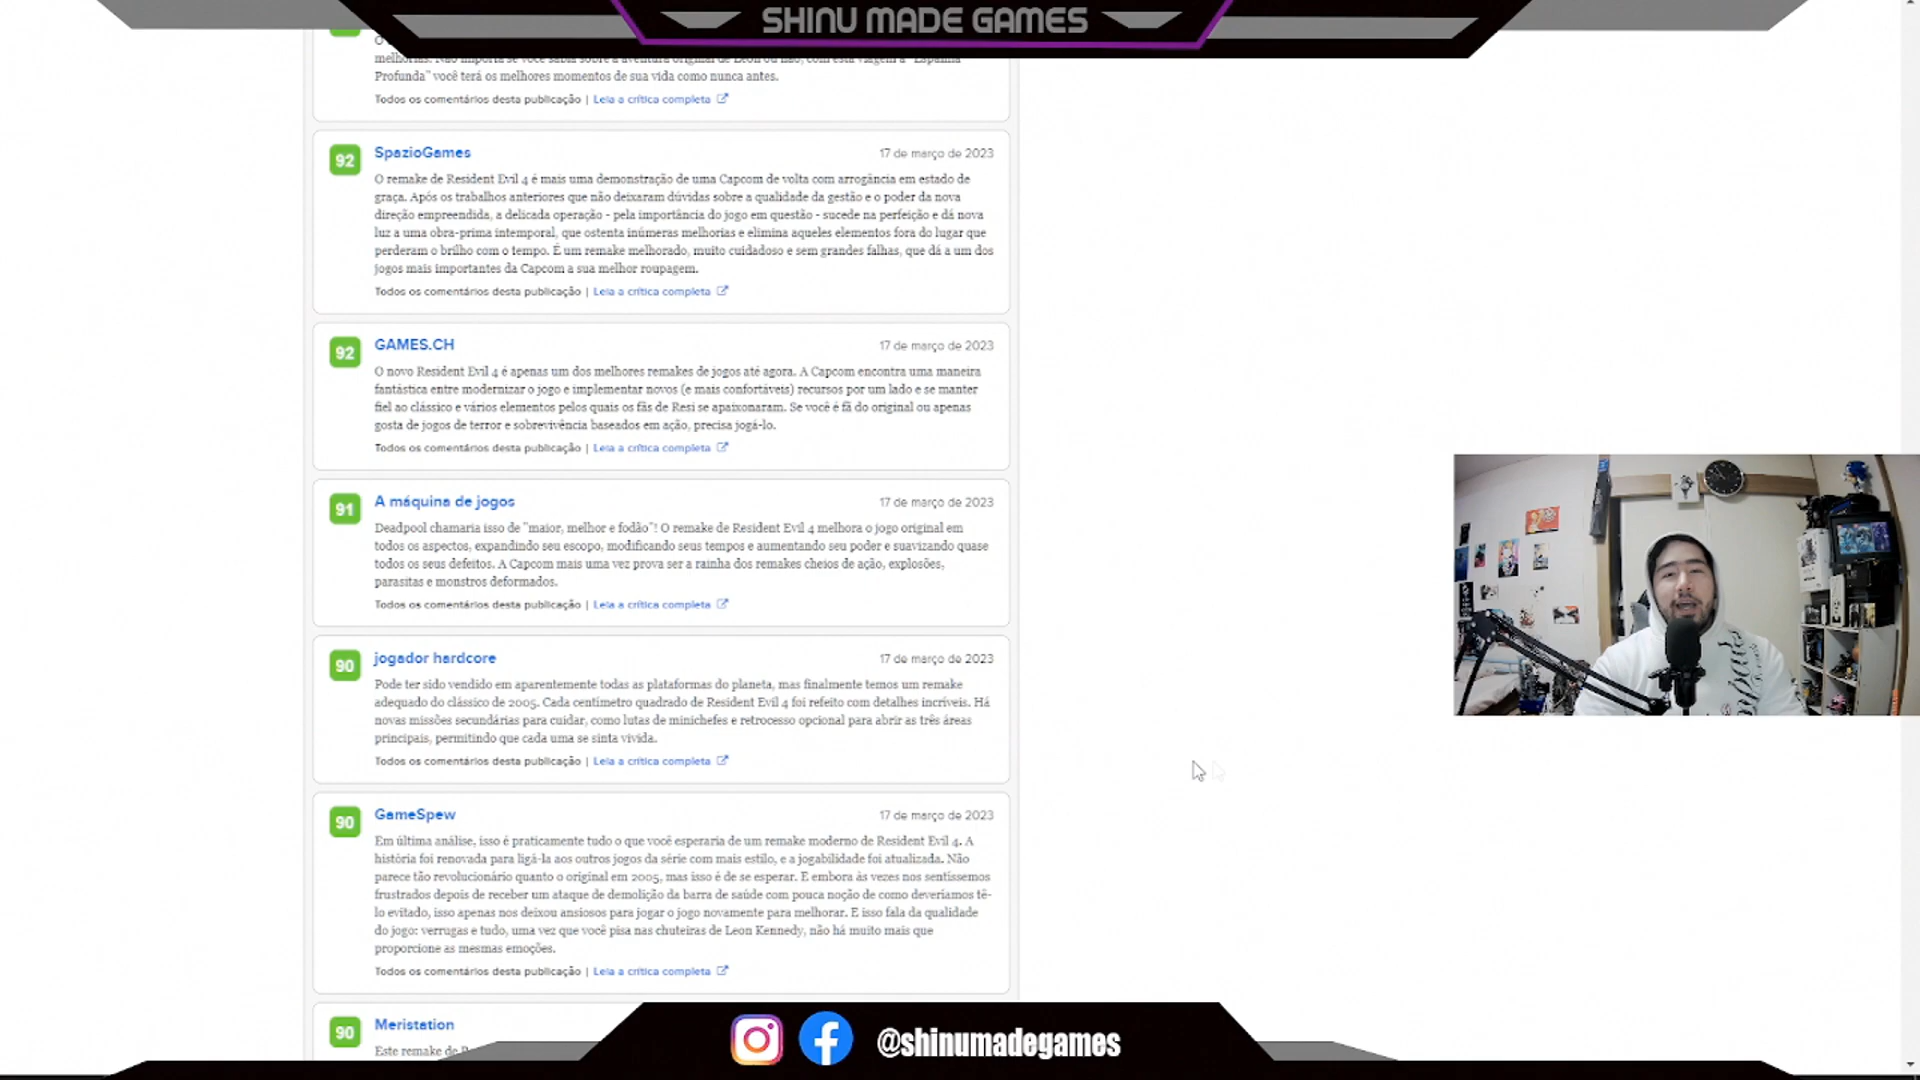 SHINU MADE GAMES
melhorias. Não importa se você sabia sobre a aventura original de Leon ou não, com esta viagem à "Espanha
Profunda" você terá os melhores momentos de sua vida como nunca antes.
Todos os comentários desta publicação | Leia a crítica completa
92
SpazioGames
17 de março de 2023
O remake de Resident Evil 4 é mais uma demonstração de uma Capcom de volta com arrogância em estado de
graça. Após os trabalhos anteriores que não deixaram dúvidas sobre a qualidade da gestão e o poder da nova
direção empreendida, a delicada operação - pela importância do jogo em questão - sucede na perfeição e dá nova
luz a uma obra-prima intemporal, que ostenta inúmeras melhorias e elimina aqueles elementos fora do lugar que
perderam o brilho com o tempo. É um remake melhorado, muito cuidadoso e sem grandes falhas, que dá a um dos
jogos mais importantes da Capcom a sua melhor roupagem.
Todos os comentários desta publicação | Leia a crítica completa
92
GAMES.CH
17 de março de 2023
O novo Resident Evil 4 é apenas um dos melhores remakes de jogos até agora. A Capcom encontra uma maneira
fantástica entre modernizar o jogo e implementar novos (e mais confortáveis) recursos por um lado e se manter
fiel ao clássico e vários elementos pelos quais os fãs de Resi se apaixonaram. Se você é fã do original ou apenas
gosta de jogos de terror e sobrevivência baseados em ação, precisa jogá-lo.
Todos os comentários desta publicação | Leia a crítica completa
91
A máquina de jogos
17 de março de 2023
Deadpool chamaria isso de "maior, melhor e fodão"! O remake de Resident Evil 4 melhora o jogo original em
todos os aspectos, expandindo seu escopo, modificando seus tempos e aumentando seu poder e suavizando quase
todos os seus defeitos. A Capcom mais uma vez prova ser a rainha dos remakes cheios de ação, explosões,
parasitas e monstros deformados.
Todos os comentários desta publicação | Leia a crítica completa
90
jogador hardcore
17 de março de 2023
Pode ter sido vendido em aparentemente todas as plataformas do planeta, mas finalmente temos um remake
adequado do clássico de 2005. Cada centímetro quadrado de Resident Evil 4 foi refeito com detalhes incríveis. Há
novas missões secundárias para cuidar, como lutas de minichefes e retrocesso opcional para abrir as três áreas
principais, permitindo que cada uma se sinta vivida.
Todos os comentários desta publicação | Leia a crítica completa
90
GameSpew
17 de março de 2023
Em última análise, isso é praticamente tudo o que você esperaria de um remake moderno de Resident Evil 4. A
história foi renovada para ligá-la aos outros jogos da série com mais estilo, e a jogabilidade foi atualizada. Não
parece tão revolucionário quanto o original em 2005, mas isso é de se esperar. E embora às vezes nos sentíssemos
frustrados depois de receber um ataque de demolição da barra de saúde com pouca noção de como deveríamos tê-
lo evitado, isso apenas nos deixou ansiosos para jogar o jogo novamente para melhorar. E isso fala da qualidade
do jogo: verrugas e tudo, uma vez que você pisa nas chuteiras de Leon Kennedy, não há muito mais que
proporcione as mesmas emoções.
Todos os comentários desta publicação | Leia a crítica completa
90
Meristation
Este remake de
@shinumadegames